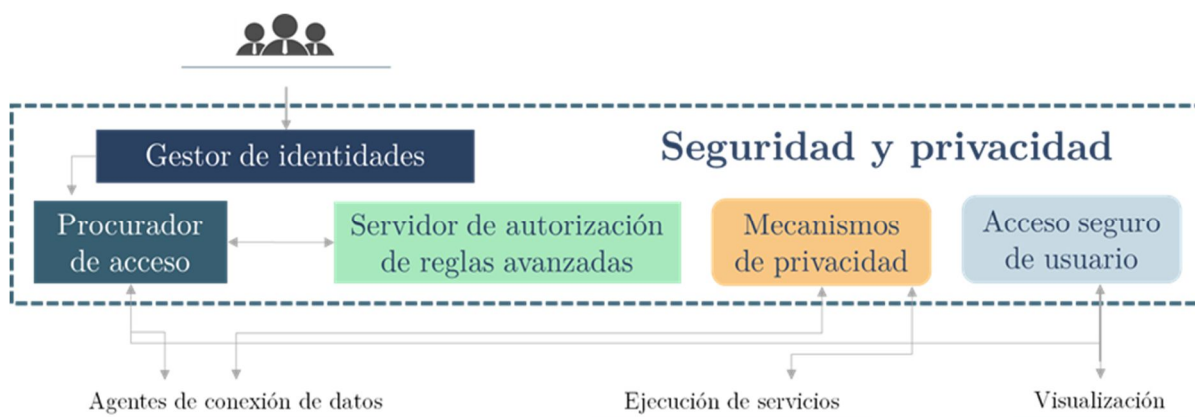 Gestor de identidades
Seguridad y privacidad
Procurador
de acceso
Servidor de autorización
de reglas avanzadas
Mecanismos
de privacidad
Acceso seguro
de usuario
Agentes de conexión de datos
Ejecución de servicios
Visualización